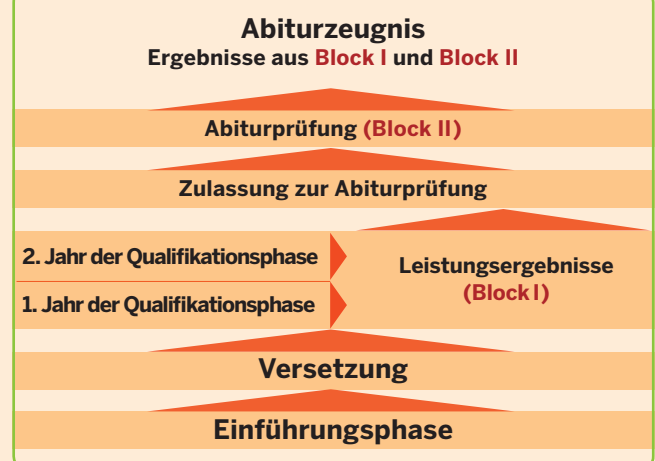 Abiturzeugnis
Ergebnisse aus Block I und Block II
Abiturprüfung (Block II)
Zulassung zur Abiturprüfung
2. Jahr der Qualifikationsphase
1. Jahr der Qualifikationsphase
Leistungsergebnisse
(Block I)
Versetzung
Einführungsphase